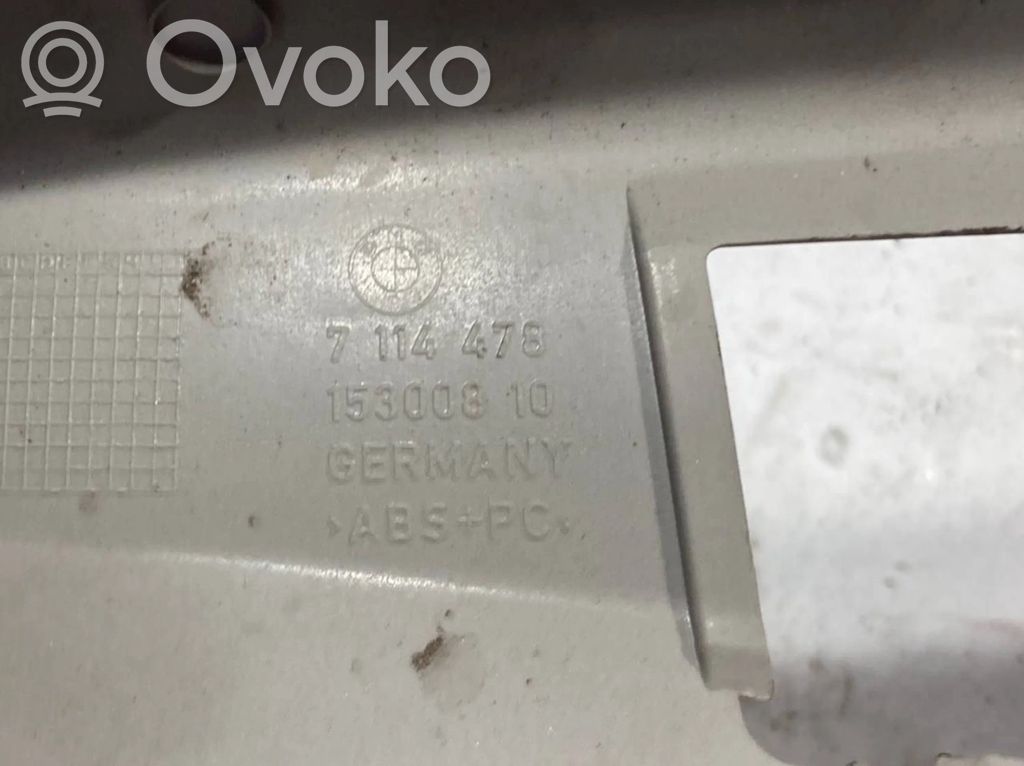 Ovoko
7 114 478
153008 10
GERMANY
>ABS+PC<